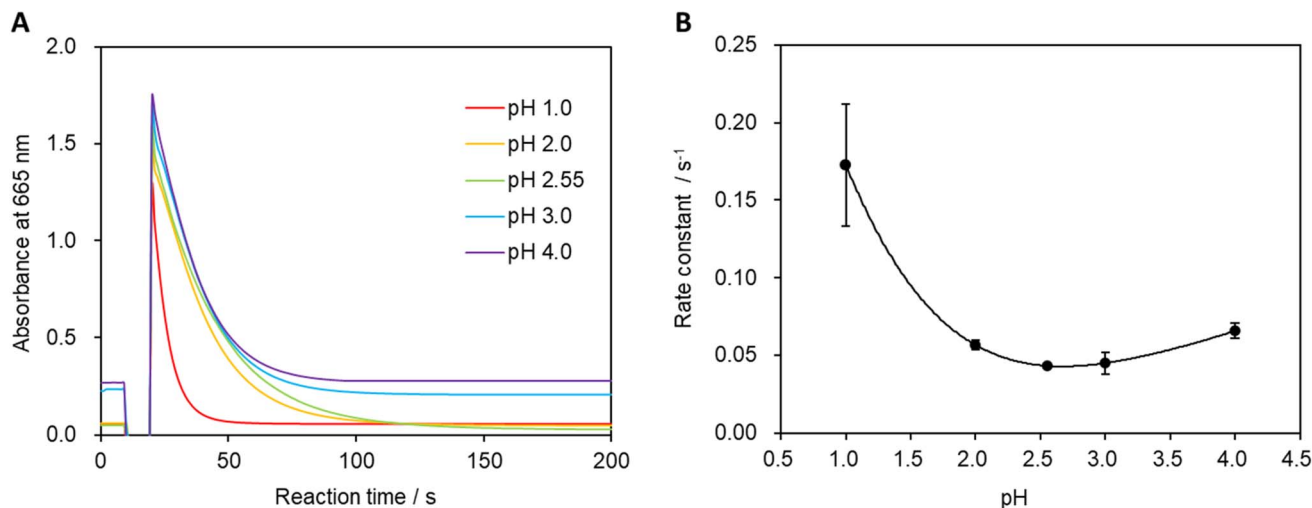 A
Absorbance at 665 nm
2.0
1.5
1.0
0.5
0.0
0
50
100
150
200
Reaction time / s
pH 1.0
pH 2.0
pH 2.55
pH 3.0
pH 4.0
B
Rate constant / s⁻¹
0.25
0.20
0.15
0.10
0.05
0.00
0.5
1.0
1.5
2.0
2.5
3.0
3.5
4.0
4.5
pH